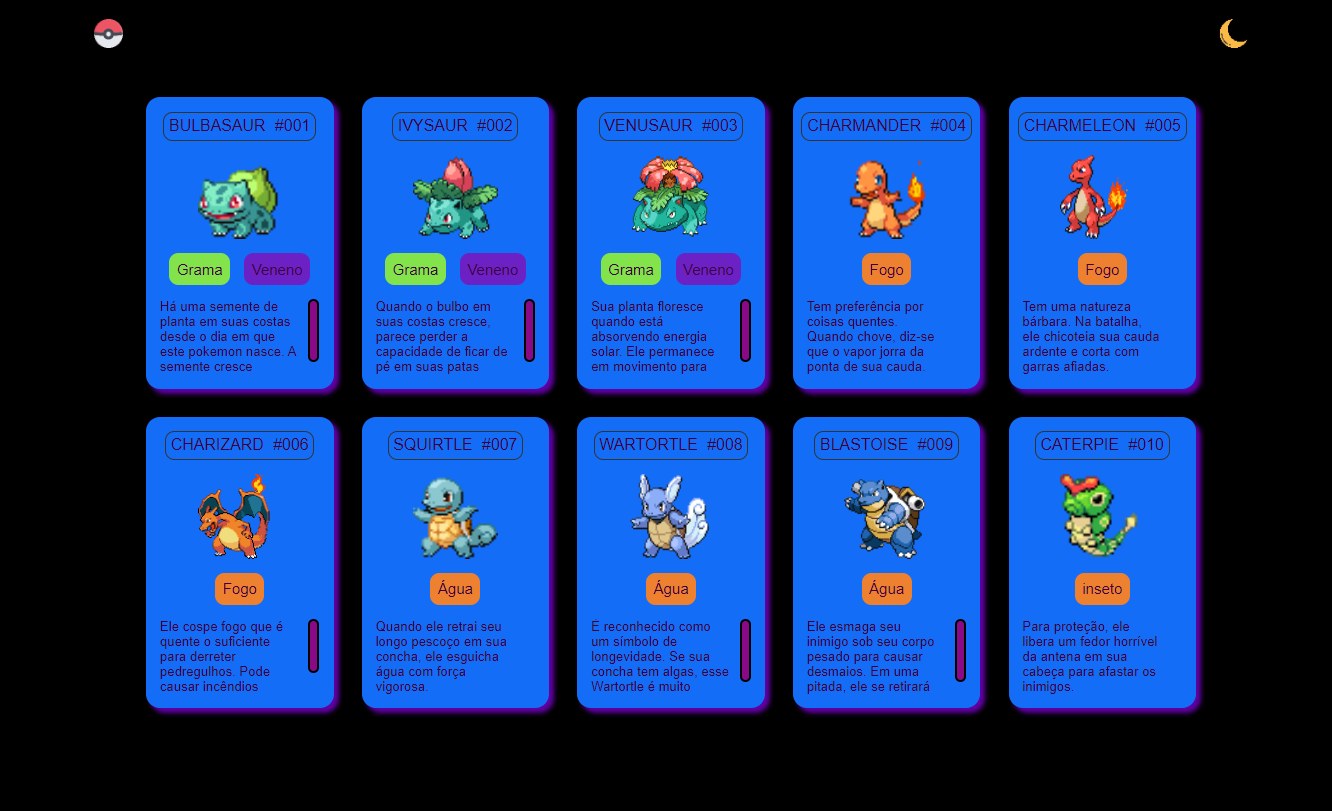 BULBASAUR #001
Grama Veneno
Há uma semente de
planta em suas costas
desde o dia em que
este pokemon nasce. A
semente cresce
IVYSAUR #002
Grama Veneno
Quando o bulbo em
suas costas cresce,
parece perder a
capacidade de ficar de
pé em suas patas
VENUSAUR #003
Grama Veneno
Sua planta floresce
quando está
absorvendo energia
solar. Ele permanece
em movimento para
CHARMANDER #004
Fogo
Tem preferência por
coisas quentes.
Quando chove, diz-se
que o vapor jorra da
ponta de sua cauda.
CHARMELEON #005
Fogo
Tem uma natureza
bárbara. Na batalha,
ele chicoteia sua cauda
ardente e corta com
garras afiadas.
CHARIZARD #006
Fogo
Ele cospe fogo que é
quente o suficiente
para derreter
pedregulhos. Pode
causar incêndios
SQUIRTLE #007
Água
Quando ele retrai seu
longo pescoço em sua
concha, ele esguicha
água com força
vigorosa.
WARTORTLE #008
Água
É reconhecido como
um símbolo de
longevidade. Se sua
concha tem algas, esse
Wartortle é muito
BLASTOISE #009
Água
Ele esmaga seu
inimigo sob seu corpo
pesado para causar
desmaios. Em uma
pitada, ele se retirará
CATERPIE #010
inseto
Para proteção, ele
libera um fedor horrível
da antena em sua
cabeça para afastar os
inimigos.